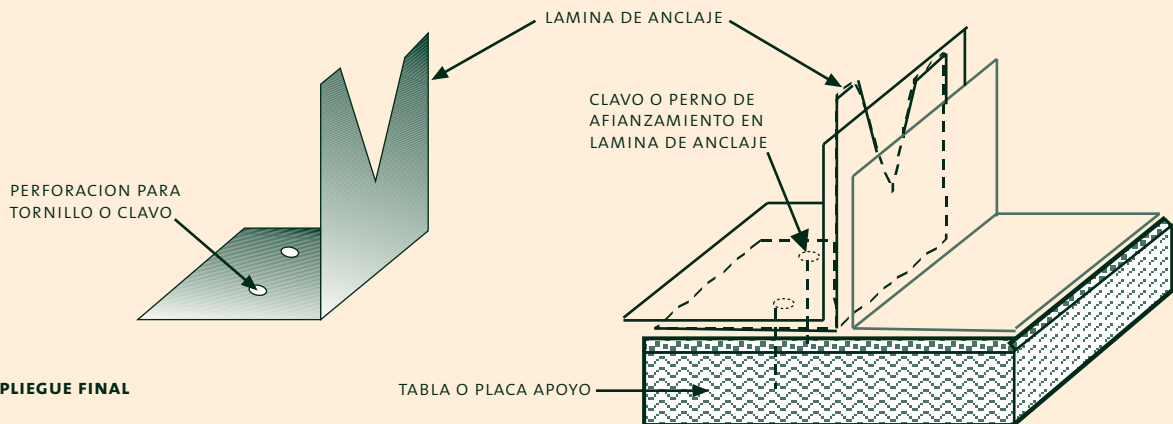 LAMINA DE ANCLAJE
CLAVO O PERNO DE
AFIANZAMIENTO EN
LAMINA DE ANCLAJE
PERFORACION PARA
TORNILLO O CLAVO
PLIEGUE FINAL
TABLA O PLACA APOYO